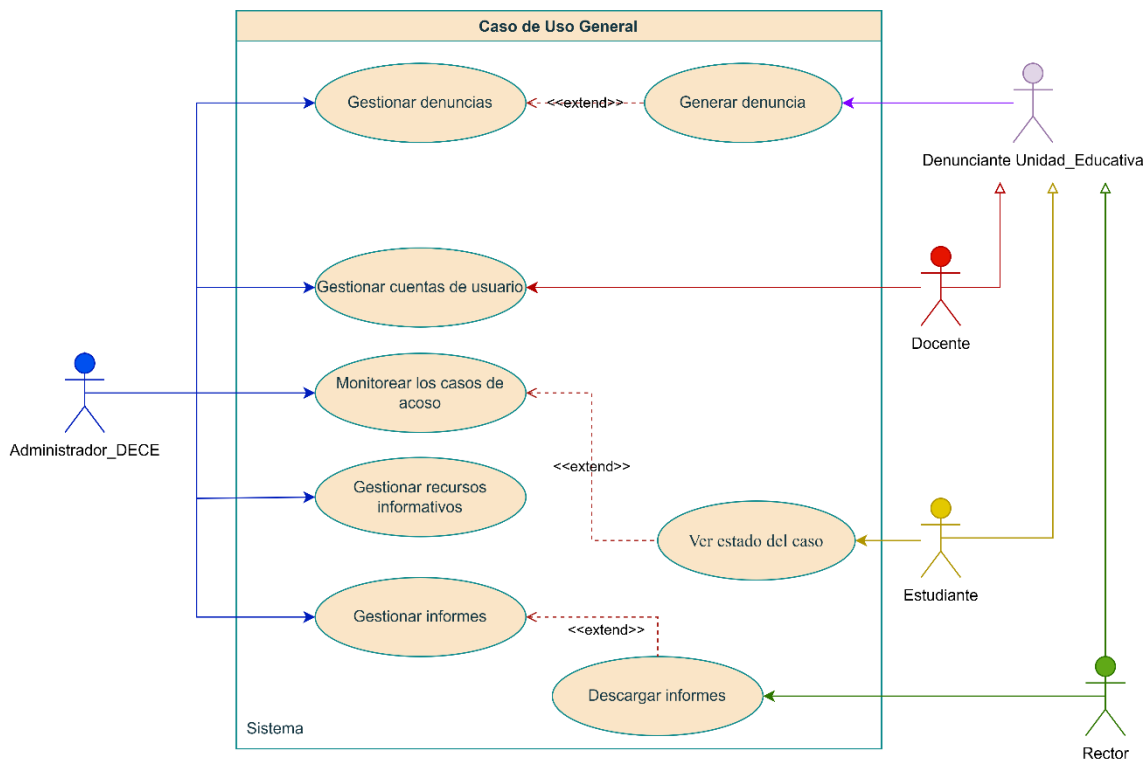 Caso de Uso General
Gestionar denuncias
<<extend>>
Generar denuncia
Denunciante Unidad_Educativa
Gestionar cuentas de usuario
Docente
Monitorear los casos de
acoso
Administrador_DECE
<<extend>>
Gestionar recursos
informativos
Ver estado del caso
Estudiante
Gestionar informes
<<extend>>
Descargar informes
Sistema
Rector